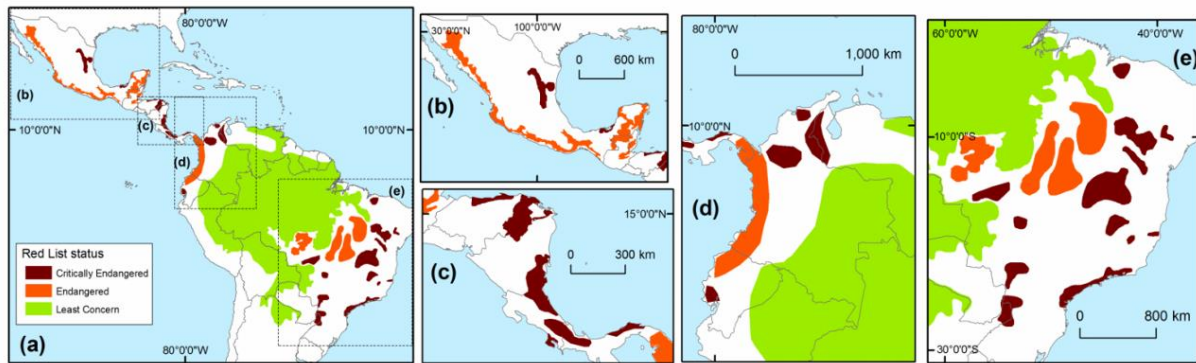 80°0'0"W
(b)
10°0'0"N
10°0'0"N
(c)
(d)
(e)
Red List status
Critically Endangered
Endangered
Least Concern
(a)
80°0'0"W
100°0'0"W
30°0'0"N
0 600 km
(b)
15°0'0"N
0 300 km
(c)
80°0'0"W
0 1,000 km
10°0'0"N
(d)
60°0'0"W
40°0'0"W
(e)
10°0'0"S
0 800 km
30°0'0"S